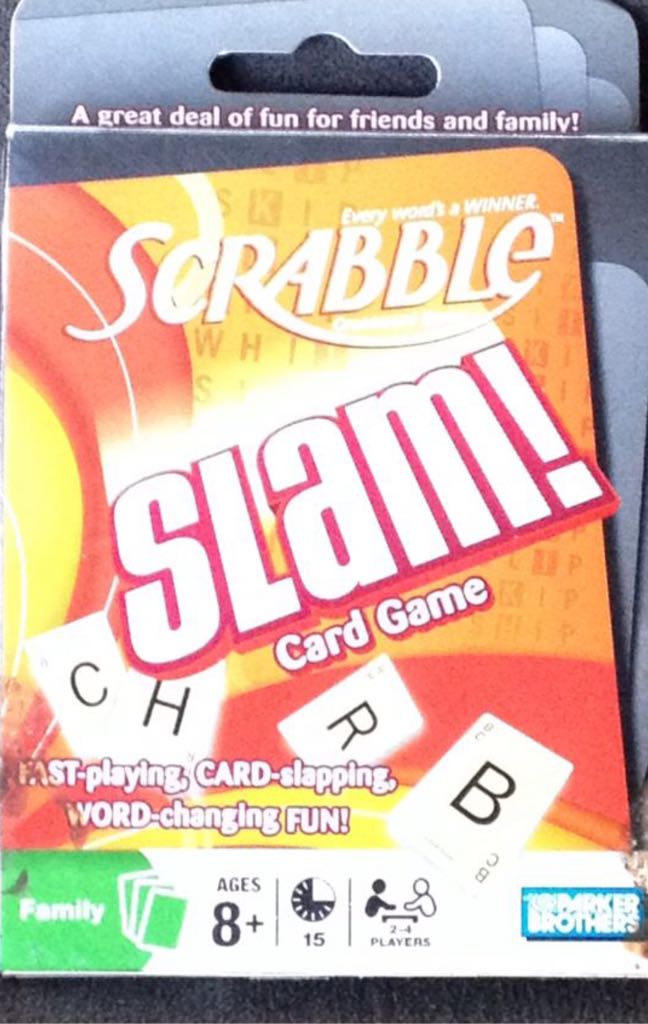 A great deal of fun for friends and family!
Every word's a WINNER.
SCRABBLE™
SLam!
Card Game
C H R B
FAST-playing, CARD-slapping,
WORD-changing FUN!
Family
AGES
8+
15
2-4
PLAYERS
PARKER
BROTHERS